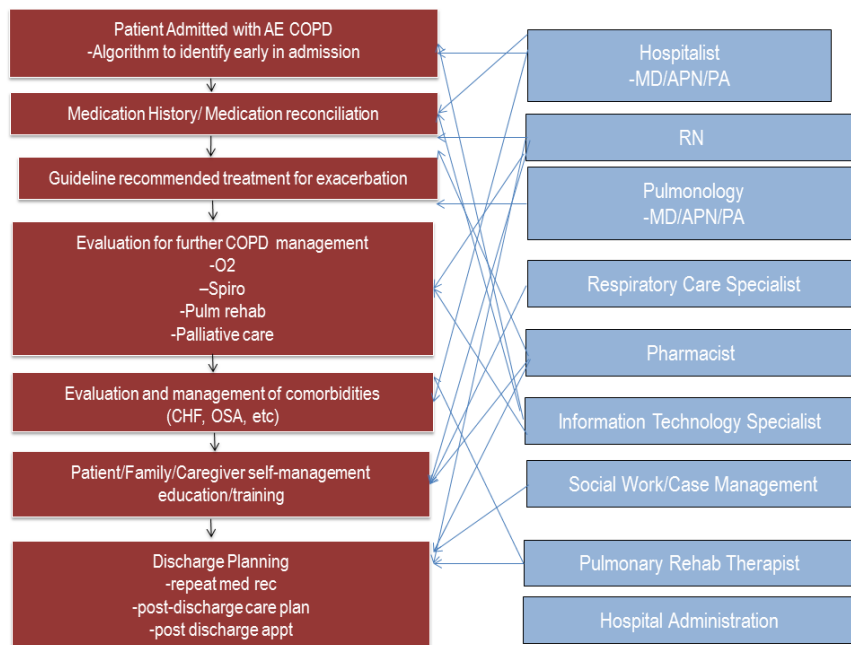 Patient Admitted with AE COPD
-Algorithm to identify early in admission
Medication History/ Medication reconciliation
Guideline recommended treatment for exacerbation
Evaluation for further COPD management
-O2
–Spiro
-Pulm rehab
-Palliative care
Evaluation and management of comorbidities
(CHF, OSA, etc)
Patient/Family/Caregiver self-management
education/training
Discharge Planning
-repeat med rec
-post-discharge care plan
-post discharge appt
Hospitalist
-MD/APN/PA
RN
Pulmonology
-MD/APN/PA
Respiratory Care Specialist
Pharmacist
Information Technology Specialist
Social Work/Case Management
Pulmonary Rehab Therapist
Hospital Administration